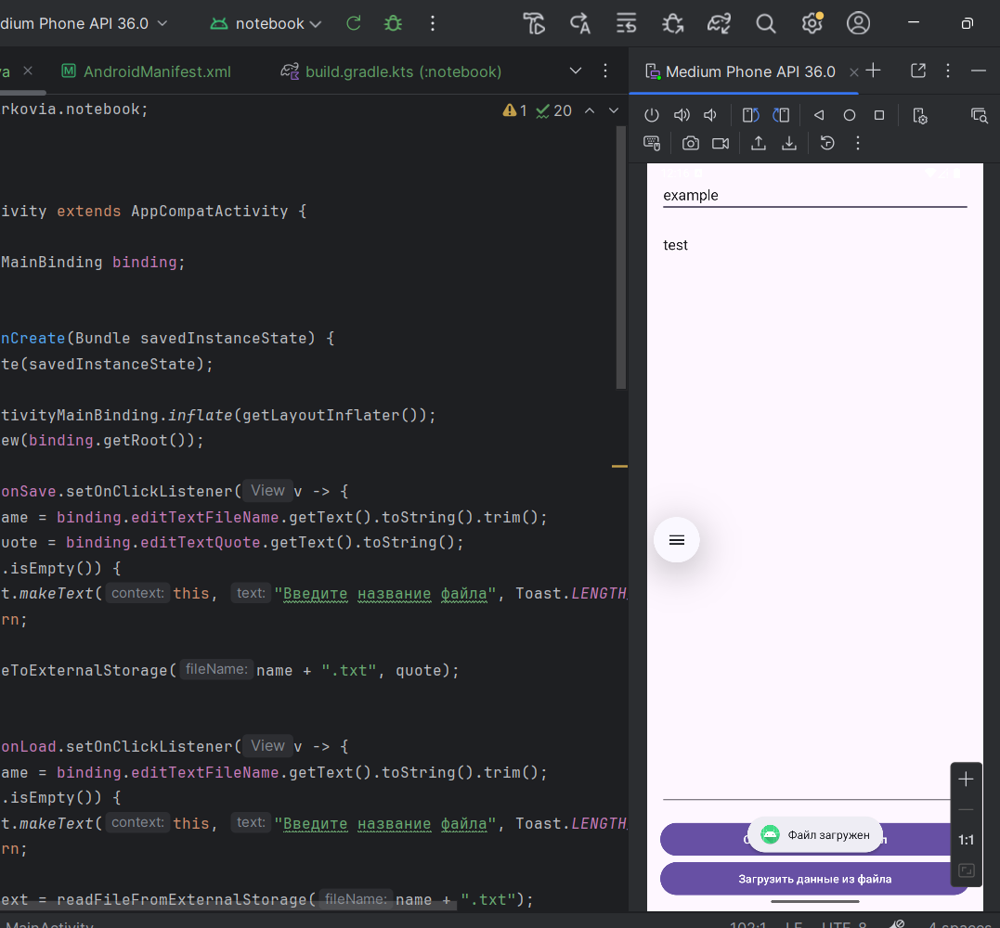 dium Phone API 36.0
notebook
AndroidManifest.xml
build.gradle.kts (:notebook)
Medium Phone API 36.0
rkovia.notebook;
1 20
ivity extends AppCompatActivity {
MainBinding binding;
nCreate(Bundle savedInstanceState) {
te(savedInstanceState);
tivityMainBinding.inflate(getLayoutInflater());
ew(binding.getRoot());
onSave.setOnClickListener( View v -> {
ame = binding.editTextFileName.getText().toString().trim();
uote = binding.editTextQuote.getText().toString();
.isEmpty()) {
t.makeText( context: this, text: "Введите название файла", Toast.LENGTH
rn;
eToExternalStorage( fileName: name + ".txt", quote);
onLoad.setOnClickListener( View v -> {
ame = binding.editTextFileName.getText().toString().trim();
.isEmpty()) {
t.makeText( context: this, text: "Введите название файла", Toast.LENGTH
rn;
ext = readFileFromExternalStorage( fileName: name + ".txt");
MainActivity
102:1 LF UTF-8 4 spaces
example
test
Файл загружен
Загрузить данные из файла
1:1